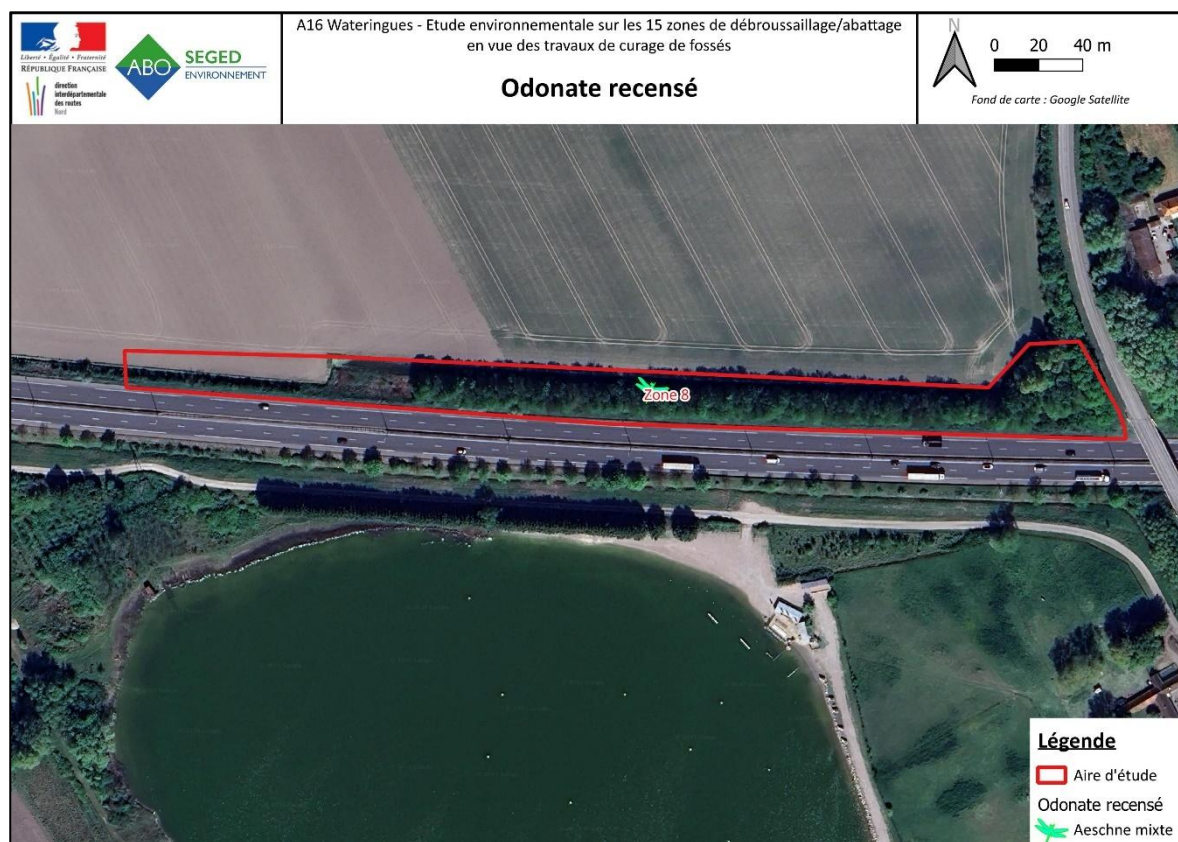 Liberté • Égalité • Fraternité
RÉPUBLIQUE FRANÇAISE
direction
interdépartementale
des routes
Nord
ABO
SEGED
ENVIRONNEMENT
A16 Wateringues - Etude environnementale sur les 15 zones de débroussaillage/abattage
en vue des travaux de curage de fossés
Odonate recensé
N
0 20 40 m
Fond de carte : Google Satellite
Zone 8
Légende
Aire d'étude
Odonate recensé
Aeschne mixte